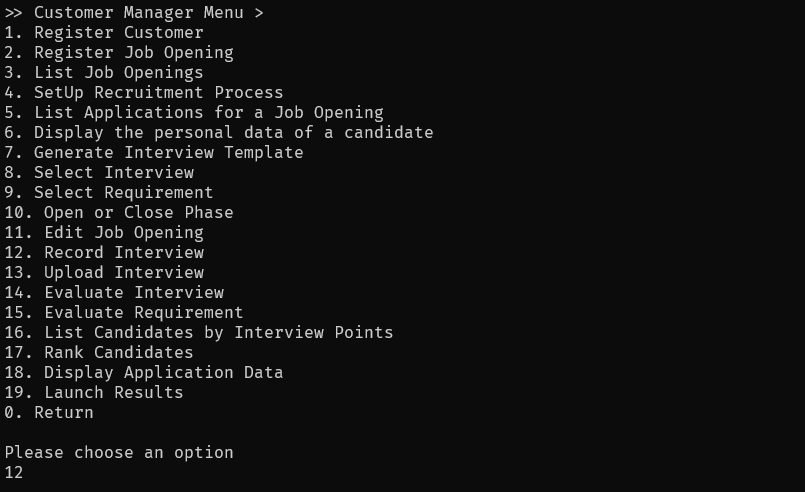 >> Customer Manager Menu >
1. Register Customer
2. Register Job Opening
3. List Job Openings
4. SetUp Recruitment Process
5. List Applications for a Job Opening
6. Display the personal data of a candidate
7. Generate Interview Template
8. Select Interview
9. Select Requirement
10. Open or Close Phase
11. Edit Job Opening
12. Record Interview
13. Upload Interview
14. Evaluate Interview
15. Evaluate Requirement
16. List Candidates by Interview Points
17. Rank Candidates
18. Display Application Data
19. Launch Results
0. Return
Please choose an option
12